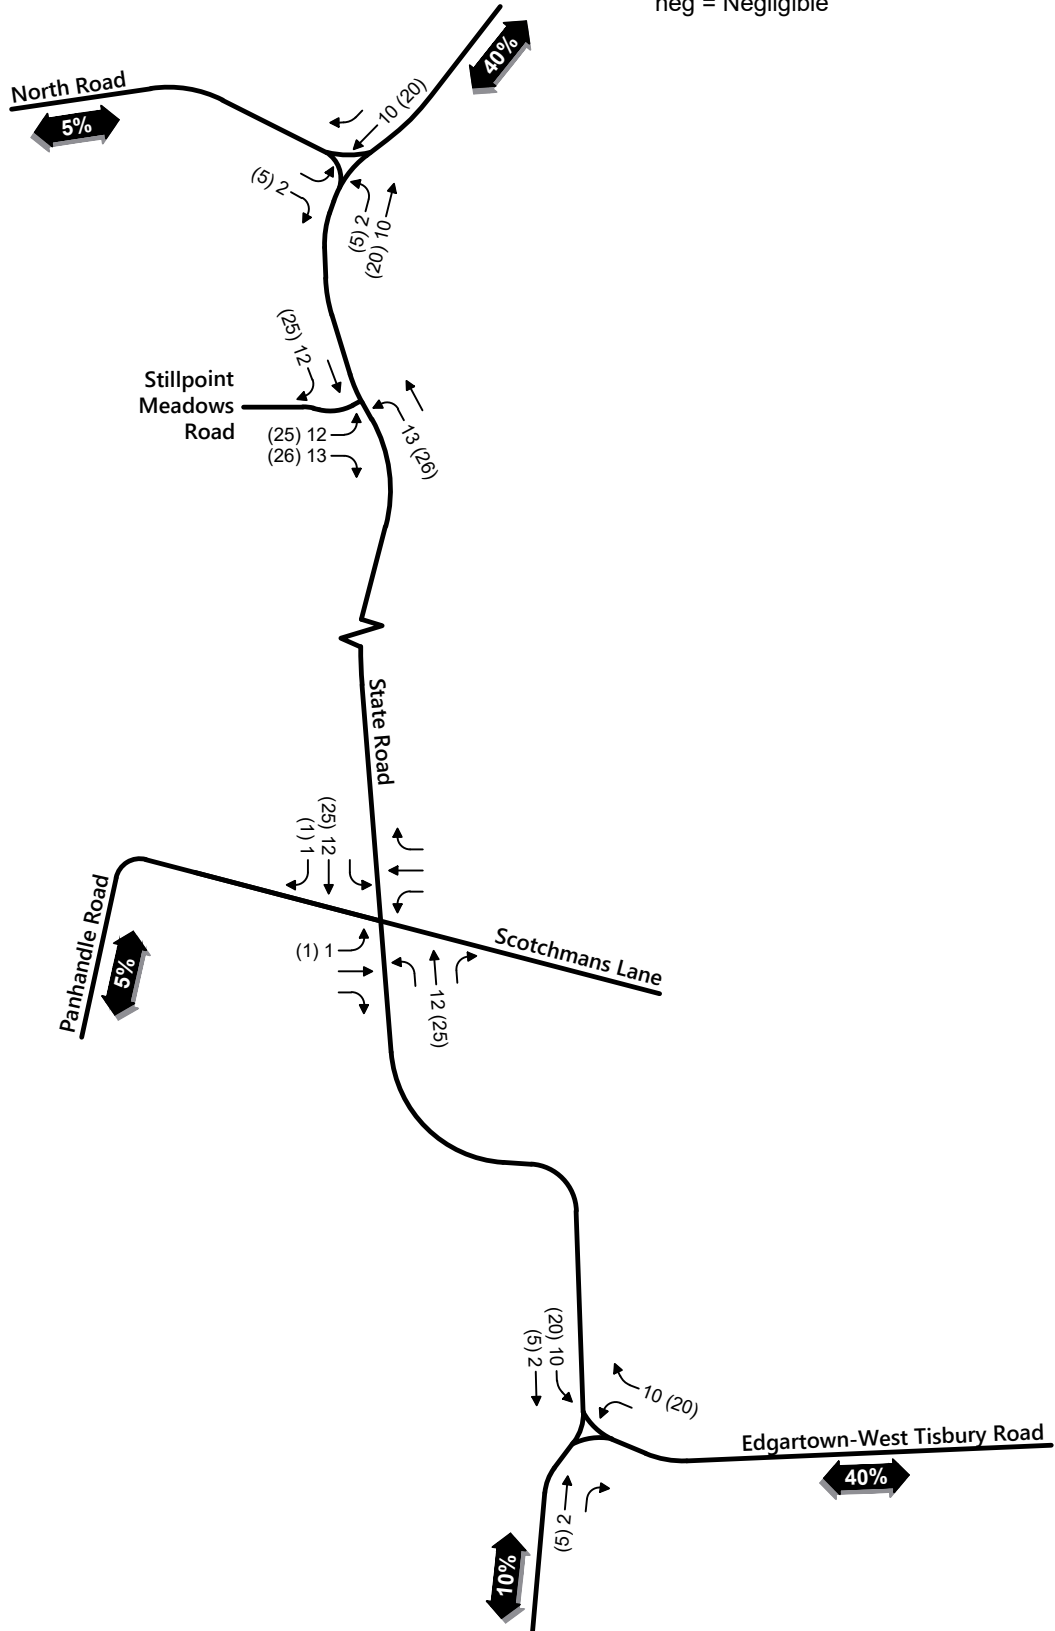 neg = Negligible
40%
North Road
5%
10 (20)
(5) 2
(5) 2
(20) 10
(25) 12
Stillpoint
Meadows
Road
(25) 12
(26) 13
13 (26)
State Road
(25) 12
(1) 1
Panhandle Road
5%
(1) 1
Scotchmans Lane
12 (25)
(20) 10
(5) 2
10 (20)
Edgartown-West Tisbury Road
40%
(5) 2
10%